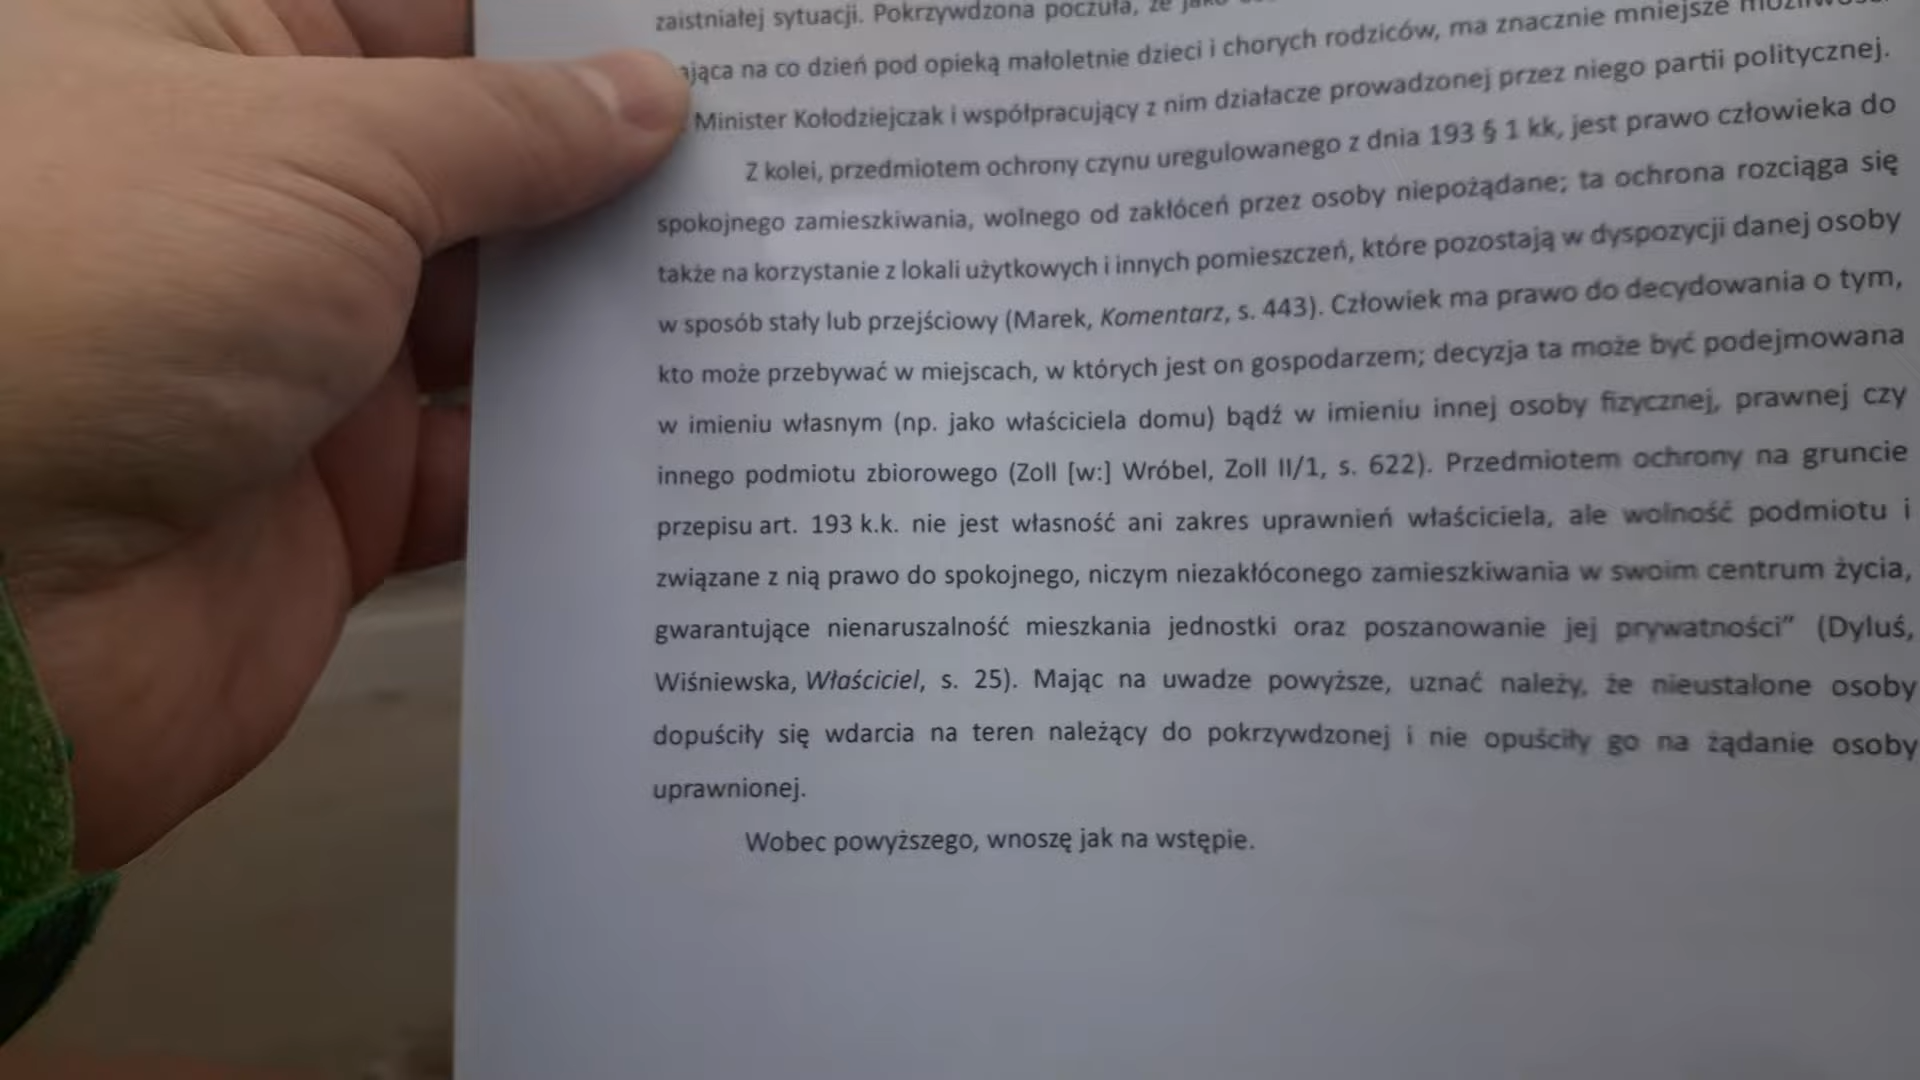 zaistniałej sytuacji. Pokrzywdzona poczuła, że
ająca na co dzień pod opieką małoletnie dzieci i chorych rodziców, ma znacznie mniejsze
Minister Kołodziejczak i współpracujący z nim działacze prowadzonej przez niego partii politycznej.
Z kolei, przedmiotem ochrony czynu uregulowanego z dnia 193 § 1 kk, jest prawo człowieka do
spokojnego zamieszkiwania, wolnego od zakłóceń przez osoby niepożądane; ta ochrona rozciąga się
także na korzystanie z lokali użytkowych i innych pomieszczeń, które pozostają w dyspozycji danej osoby
w sposób stały lub przejściowy (Marek, Komentarz, s. 443). Człowiek ma prawo do decydowania o tym,
kto może przebywać w miejscach, w których jest on gospodarzem; decyzja ta może być podejmowana
w imieniu własnym (np. jako właściciela domu) bądź w imieniu innej osoby fizycznej, prawnej czy
innego podmiotu zbiorowego (Zoll [w:] Wróbel, Zoll II/1, s. 622). Przedmiotem ochrony na gruncie
przepisu art. 193 k.k. nie jest własność ani zakres uprawnień właściciela, ale wolność podmiotu i
związane z nią prawo do spokojnego, niczym niezakłóconego zamieszkiwania w swoim centrum życia,
gwarantujące nienaruszalność mieszkania jednostki oraz poszanowanie jej prywatności" (Dyluś,
Wiśniewska, Właściciel, s. 25). Mając na uwadze powyższe, uznać należy, że nieustalone osoby
dopuściły się wdarcia na teren należący do pokrzywdzonej i nie opuściły go na żądanie osoby
uprawnionej.
Wobec powyższego, wnoszę jak na wstępie.